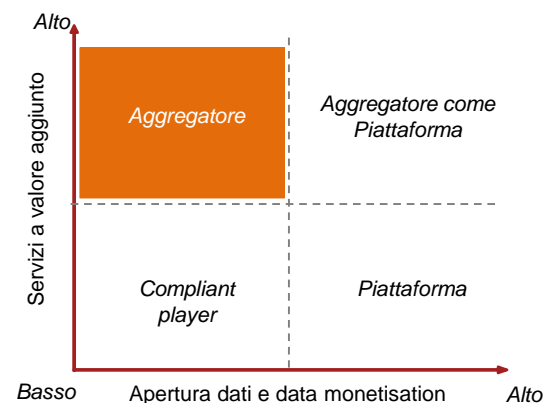 Alto
Servizi a valore aggiunto
Aggregatore
Aggregatore come
Piattaforma
Compliant
player
Piattaforma
Basso
Apertura dati e data monetisation
Alto